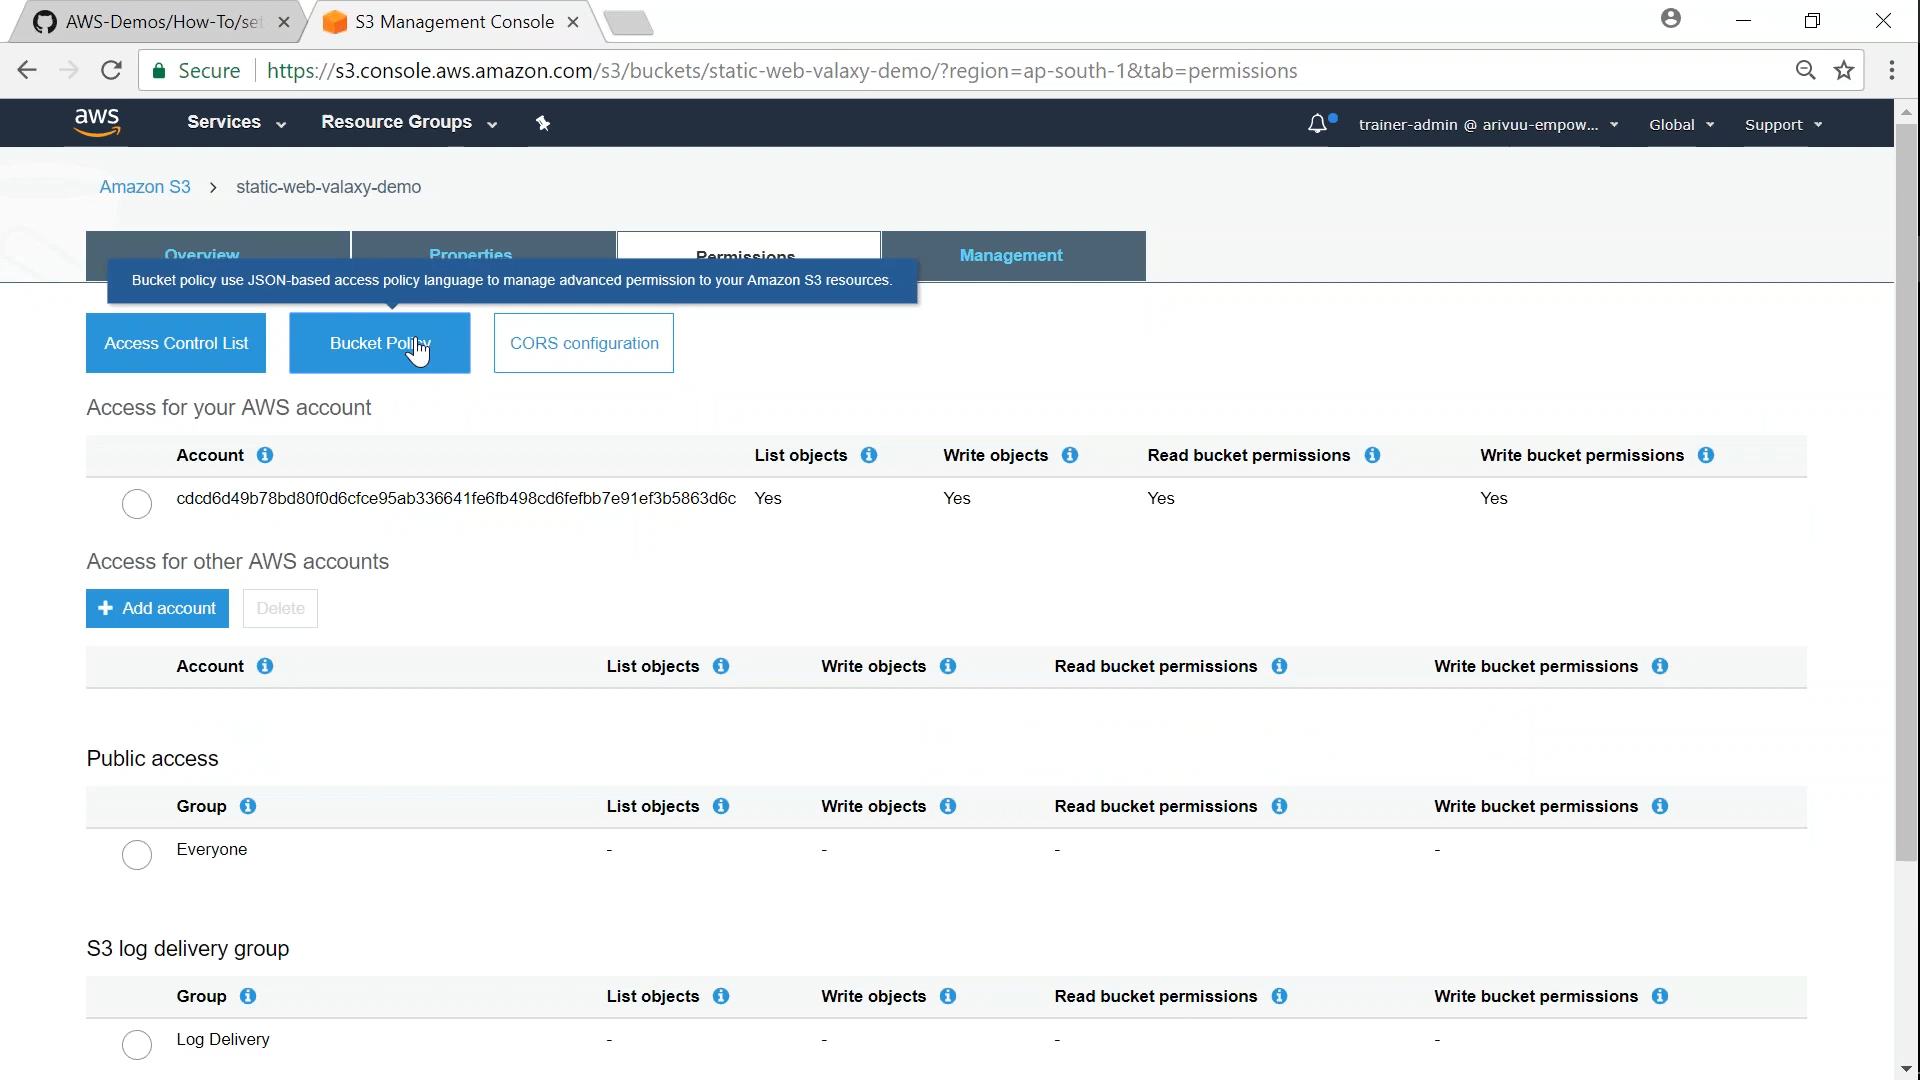 AWS-Demos/How-To/set
S3 Management Console
Secure
https://s3.console.aws.amazon.com/s3/buckets/static-web-valaxy-demo/?region=ap-south-1&tab=permissions
aws
Services
Resource Groups
trainer-admin @ arivuu-empow...
Global
Support
Amazon S3 > static-web-valaxy-demo
Overview
Properties
Permissions
Management
Bucket policy use JSON-based access policy language to manage advanced permission to your Amazon S3 resources.
Access Control List
Bucket Policy
CORS configuration
Access for your AWS account
Account List objects Write objects Read bucket permissions Write bucket permissions
cdcd6d49b78bd80f0d6cfce95ab336641fe6fb498cd6fefbb7e91ef3b5863d6c Yes Yes Yes Yes
Access for other AWS accounts
+ Add account
Delete
Account List objects Write objects Read bucket permissions Write bucket permissions
Public access
Group List objects Write objects Read bucket permissions Write bucket permissions
Everyone - - - -
S3 log delivery group
Group List objects Write objects Read bucket permissions Write bucket permissions
Log Delivery - - - -